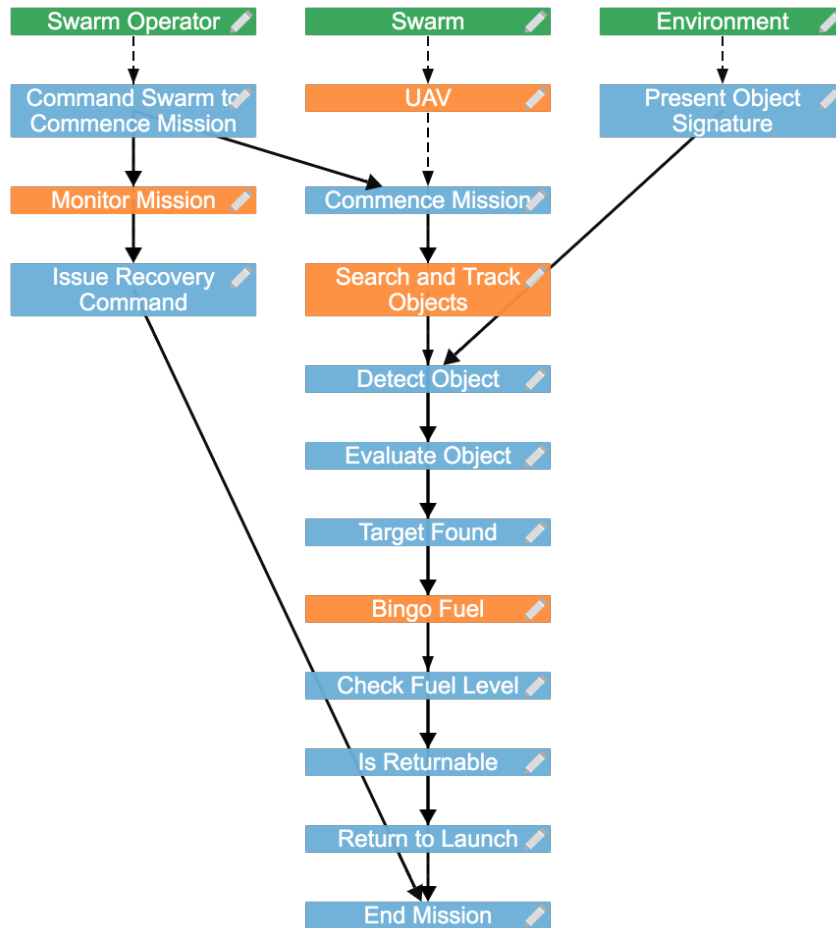 Swarm Operator
Swarm
Environment
Command Swarm to
Commence Mission
UAV
Present Object
Signature
Monitor Mission
Commence Mission
Issue Recovery
Command
Search and Track
Objects
Detect Object
Evaluate Object
Target Found
Bingo Fuel
Check Fuel Level
Is Returnable
Return to Launch
End Mission